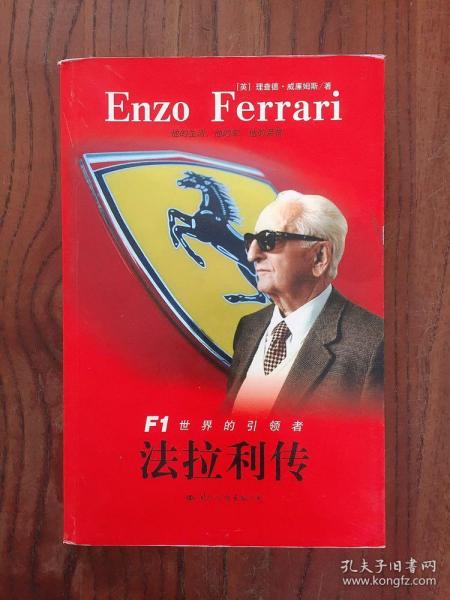 [英] 理查德·威廉姆斯/著
Enzo Ferrari
F1 世界的引领者
法拉利传
孔夫子旧书网
www.kongfz.com